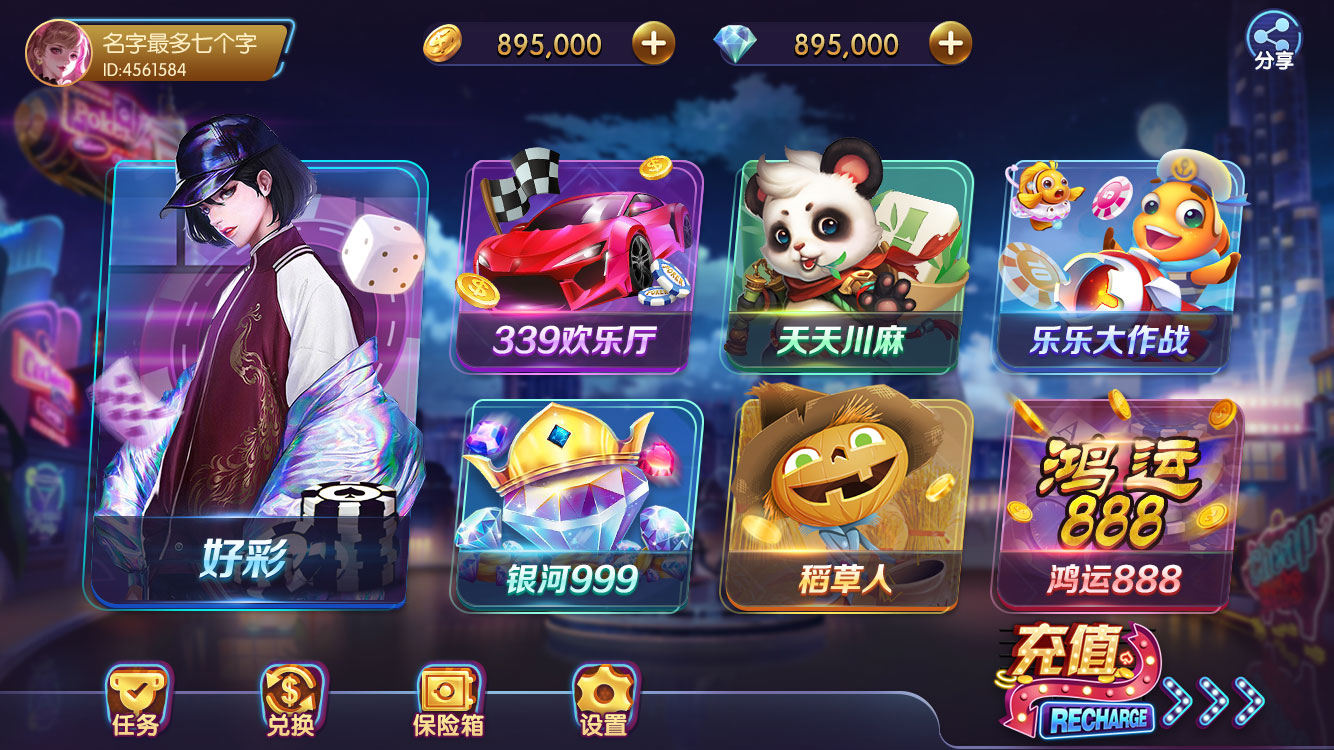 名字最多七个字
ID:4561584
895,000
895,000
分享
Poker
好彩
339欢乐厅
天天川麻
乐乐大作战
银河999
稻草人
鸿运
888
鸿运888
任务
兑换
保险箱
设置
充值
RECHARGE